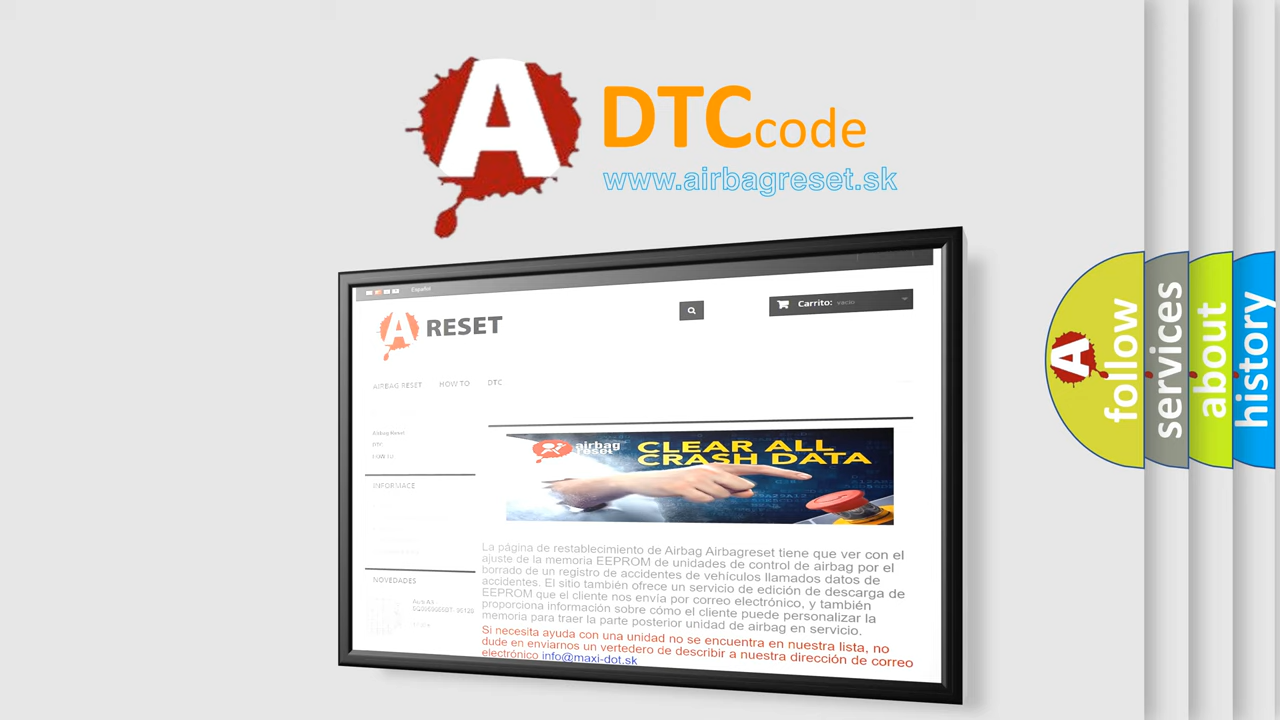 A
DTCcode
www.airbagreset.sk
Español
A RESET
Carrito: vacío
AIRBAG RESET HOW TO DTC
Airbag Reset
DTC
HOW TO
INFORMACE
airbag
reset
CLEAR ALL
CRASH DATA
La página de restablecimiento de Airbag Airbagreset tiene que ver con el
ajuste de la memoria EEPROM de unidades de control de airbag por el
borrado de un registro de accidentes de vehículos llamados datos de
accidentes. El sitio también ofrece un servicio de edición de descarga de
EEPROM que el cliente nos envía por correo electrónico, y también
proporciona información sobre cómo el cliente puede personalizar la
memoria para traer la parte posterior unidad de airbag en servicio.
Si necesita ayuda con una unidad no se encuentra en nuestra lista, no
dude en enviarnos un vertedero de describir a nuestra dirección de correo
electrónico info@maxi-dot.sk
NOVEDADES
A
follow
services
about
history